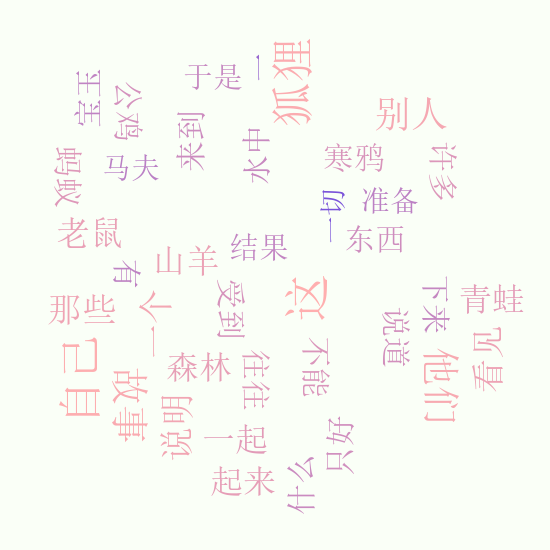 狐狸
于是
一
宝玉
公鸡
别人
来到
水中
寒鸦
许多
蚂蚁
马夫
一切
准备
老鼠
东西
结果
山羊
有
受到
这
下来
青蛙
那些
一个
说道
看见
自己
故事
森林
往往
不能
他们
说明
一起
只好
起来
什么